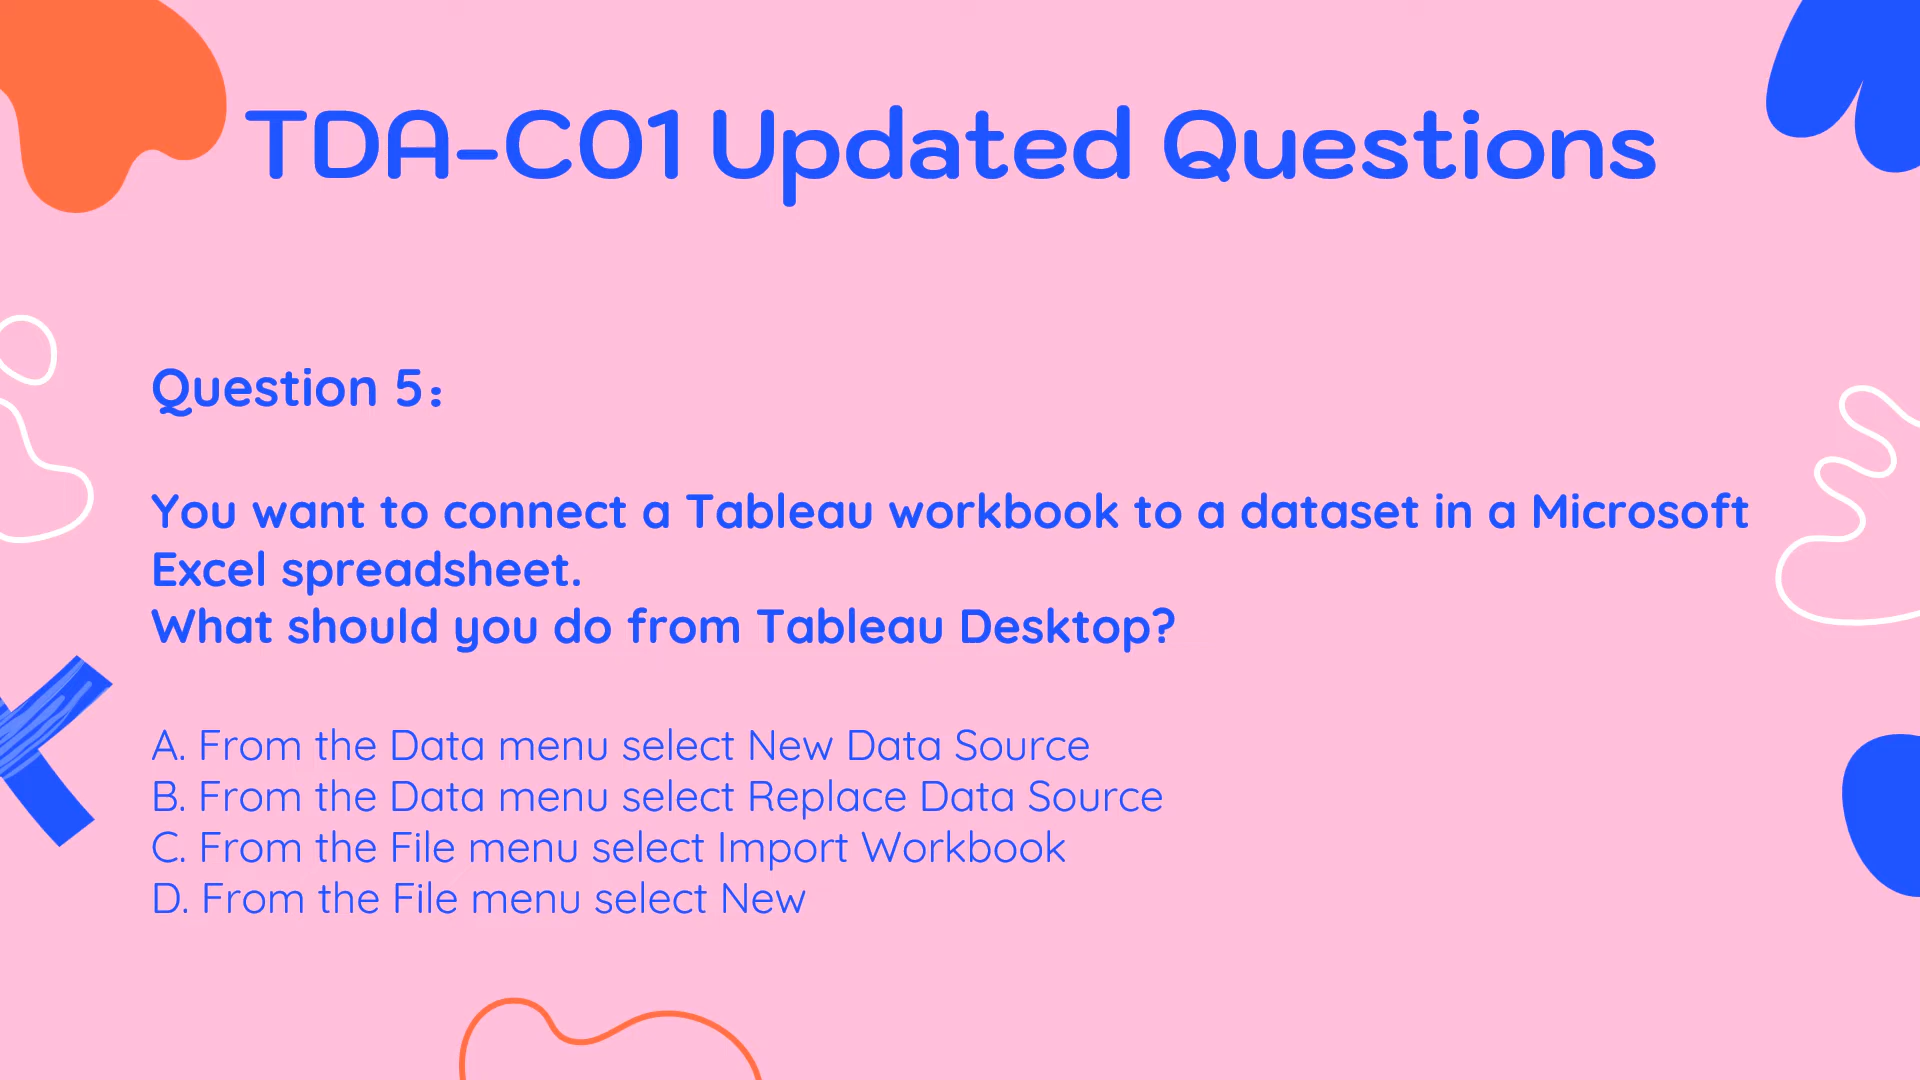 TDA-C01 Updated Questions
Question 5：
You want to connect a Tableau workbook to a dataset in a Microsoft
Excel spreadsheet.
What should you do from Tableau Desktop?
A. From the Data menu select New Data Source
B. From the Data menu select Replace Data Source
C. From the File menu select Import Workbook
D. From the File menu select New